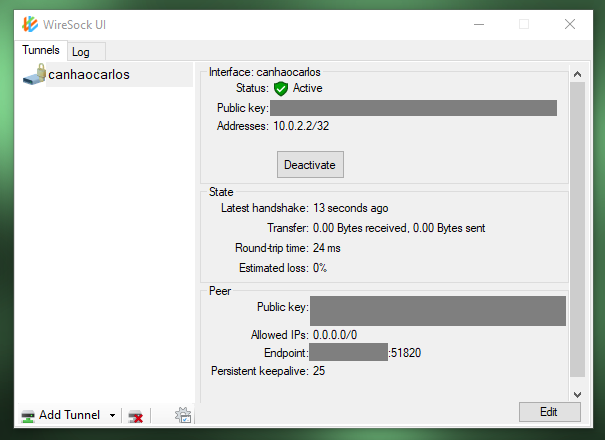 WireSock UI
Tunnels
Log
canhaocarlos
Interface: canhaocarlos
Status: Active
Public key:
Addresses: 10.0.2.2/32
Deactivate
State
Latest handshake: 13 seconds ago
Transfer: 0.00 Bytes received, 0.00 Bytes sent
Round-trip time: 24 ms
Estimated loss: 0%
Peer
Public key:
Allowed IPs: 0.0.0.0/0
Endpoint: :51820
Persistent keepalive: 25
Add Tunnel
Edit